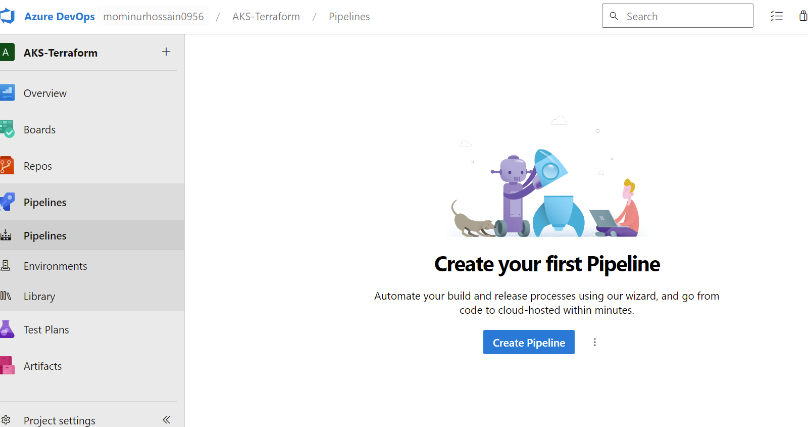 Azure DevOps mominurhossain0956 / AKS-Terraform / Pipelines
Search
A AKS-Terraform +
Overview
Boards
Repos
Pipelines
Pipelines
Environments
Library
Test Plans
Artifacts
Project settings
Create your first Pipeline
Automate your build and release processes using our wizard, and go from
code to cloud-hosted within minutes.
Create Pipeline